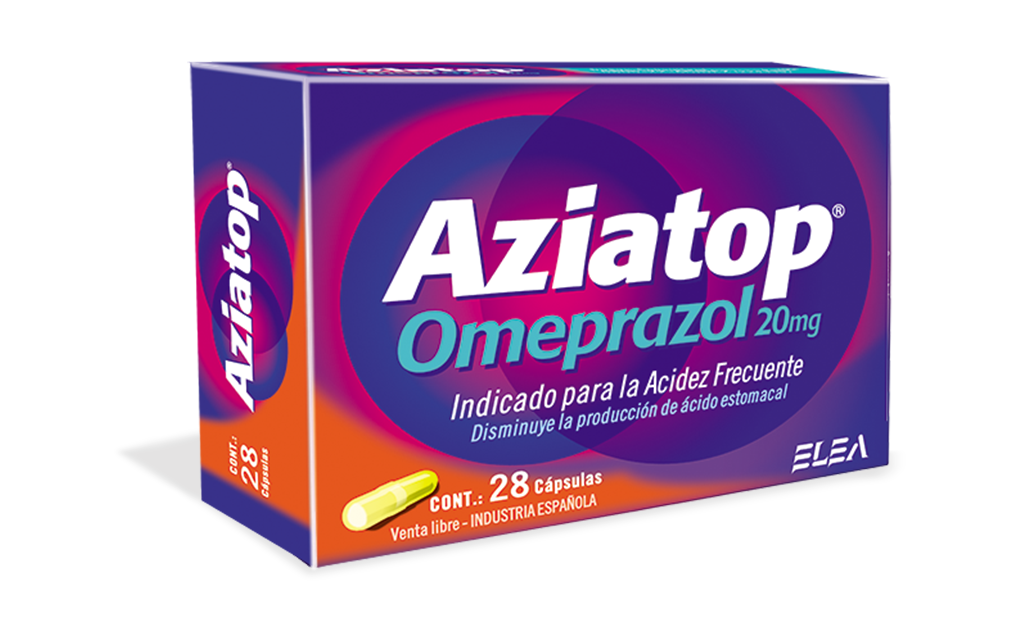 Aziatop
Aziatop®
CONT.:
28
Cápsulas
Aziatop®
Omeprazol 20mg
Indicado para la Acidez Frecuente
Disminuye la producción de ácido estomacal
ELEA
CONT.: 28 Cápsulas
Venta libre - INDUSTRIA ESPAÑOLA